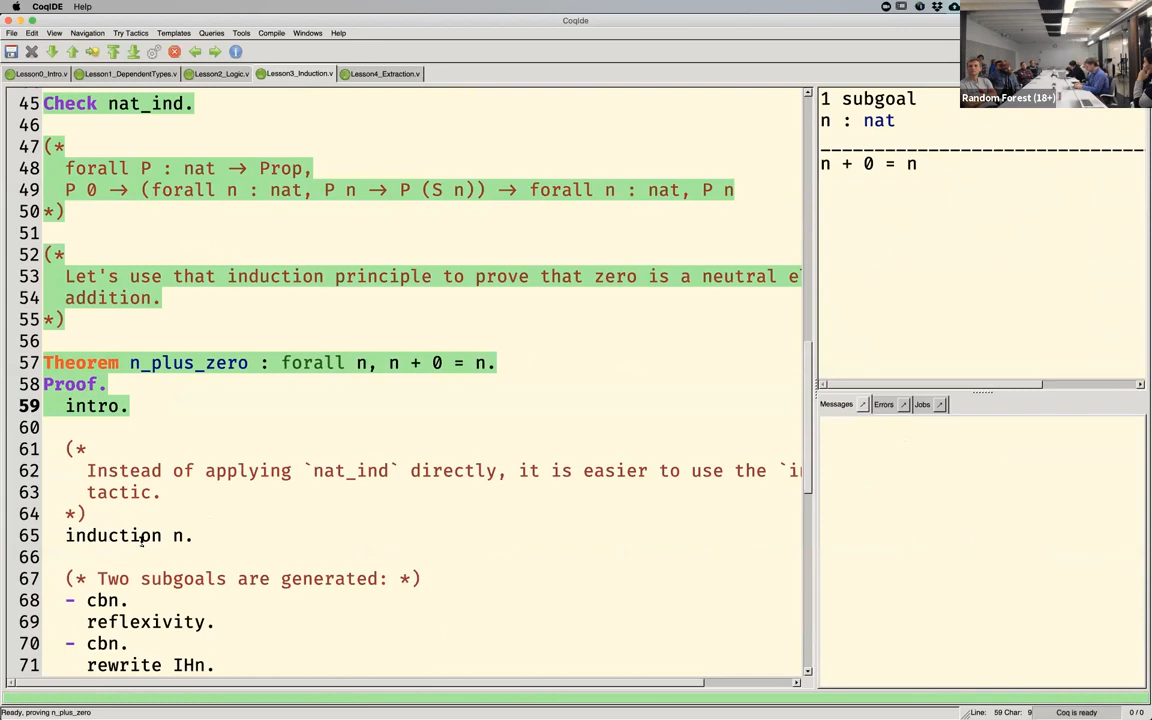 CoqIDE Help
CoqIde
File Edit View Navigation Try Tactics Templates Queries Tools Compile Windows Help
Lesson0_Intro.v Lesson1_DependentTypes.v Lesson2_Logic.v Lesson3_Induction.v Lesson4_Extraction.v
45 Check nat_ind.
46
47 (*
48 forall P : nat → Prop,
49 P 0 → (forall n : nat, P n → P (S n)) → forall n : nat, P n
50 *)
51
52 (*
53 Let's use that induction principle to prove that zero is a neutral
54 addition.
55 *)
56
57 Theorem n_plus_zero : forall n, n + 0 = n.
58 Proof.
59 intro.
60
61 (*
62 Instead of applying `nat_ind` directly, it is easier to use the
63 tactic.
64 *)
65 induction n.
66
67 (* Two subgoals are generated: *)
68 - cbn.
69 reflexivity.
70 - cbn.
71 rewrite IHn.
1 subgoal
n : nat
n + 0 = n
Messages Errors Jobs
Random Forest (18+)
Ready, proving n_plus_zero
Line: 59 Char: 9 Coq is ready 0 / 0